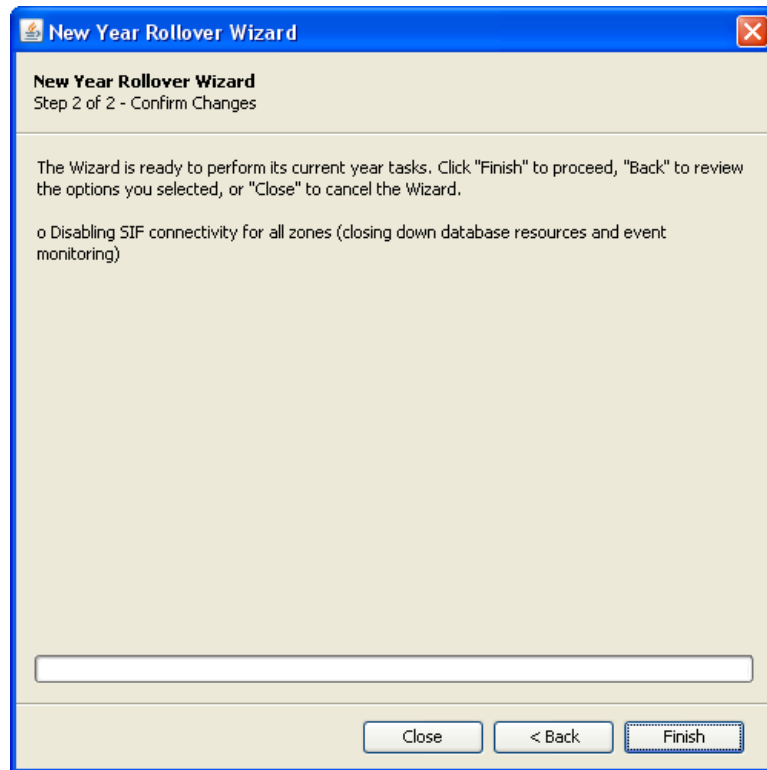 New Year Rollover Wizard
New Year Rollover Wizard
Step 2 of 2 - Confirm Changes
The Wizard is ready to perform its current year tasks. Click "Finish" to proceed, "Back" to review
the options you selected, or "Close" to cancel the Wizard.
o Disabling SIF connectivity for all zones (closing down database resources and event
monitoring)
Close
< Back
Finish